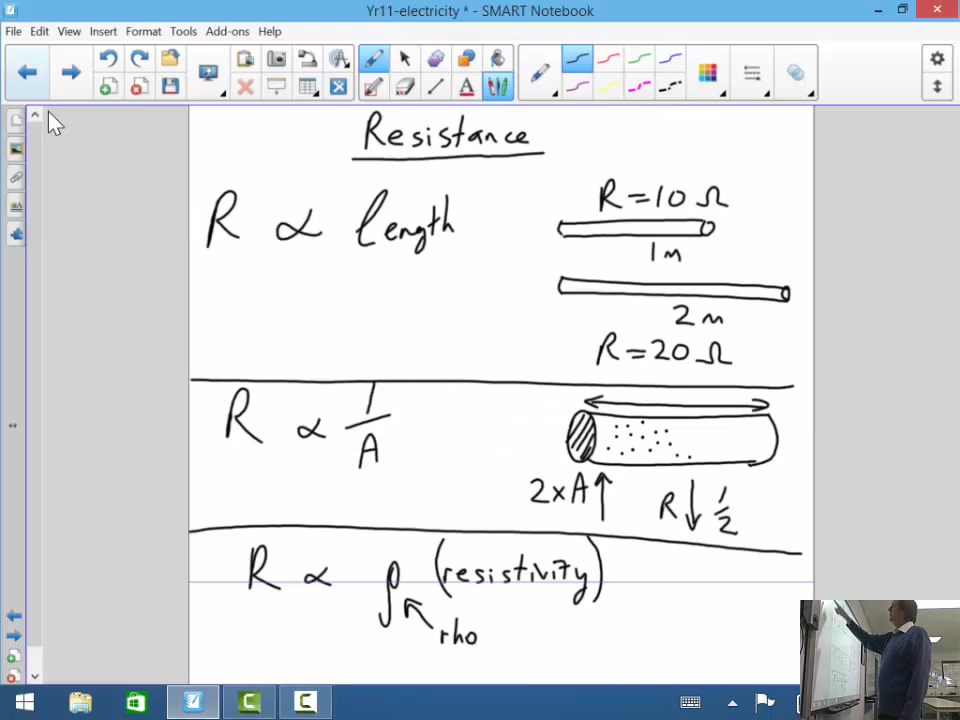 Yr11-electricity * - SMART Notebook
File Edit View Insert Format Tools Add-ons Help
Resistance
R ∝ length
R = 10 Ω
1 m
2 m
R = 20 Ω
R ∝ 1/A
2 x A ↑ R ↓ 1/2
R ∝ ρ (resistivity)
rho